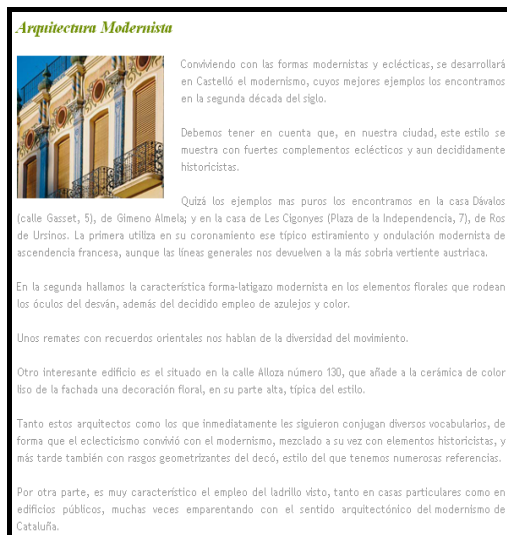 Arquitectura Modernista
Conviviendo con las formas modernistas y eclécticas, se desarrollará
en Castelló el modernismo, cuyos mejores ejemplos los encontramos
en la segunda década del siglo.
Debemos tener en cuenta que, en nuestra ciudad, este estilo se
muestra con fuertes complementos eclécticos y aun decididamente
historicistas.
Quizá los ejemplos mas puros los encontramos en la casa Dávalos
(calle Gasset, 5), de Gimeno Almela; y en la casa de Les Cigonyes (Plaza de la Independencia, 7), de Ros
de Ursinos. La primera utiliza en su coronamiento ese típico estiramiento y ondulación modernista de
ascendencia francesa, aunque las líneas generales nos devuelven a la más sobria vertiente austríaca.
En la segunda hallamos la característica forma-latigazo modernista en los elementos florales que rodean
los óculos del desván, además del decidido empleo de azulejos y color.
Unos remates con recuerdos orientales nos hablan de la diversidad del movimiento.
Otro interesante edificio es el situado en la calle Alloza número 130, que añade a la cerámica de color
liso de la fachada una decoración floral, en su parte alta, típica del estilo.
Tanto estos arquitectos como los que inmediatamente les siguieron conjugan diversos vocabularios, de
forma que el eclecticismo convivió con el modernismo, mezclado a su vez con elementos historicistas, y
más tarde también con rasgos geometrizantes del decó, estilo del que tenemos numerosas referencias.
Por otra parte, es muy característico el empleo del ladrillo visto, tanto en casas particulares como en
edificios públicos, muchas veces emparentando con el sentido arquitectónico del modernismo de
Cataluña.